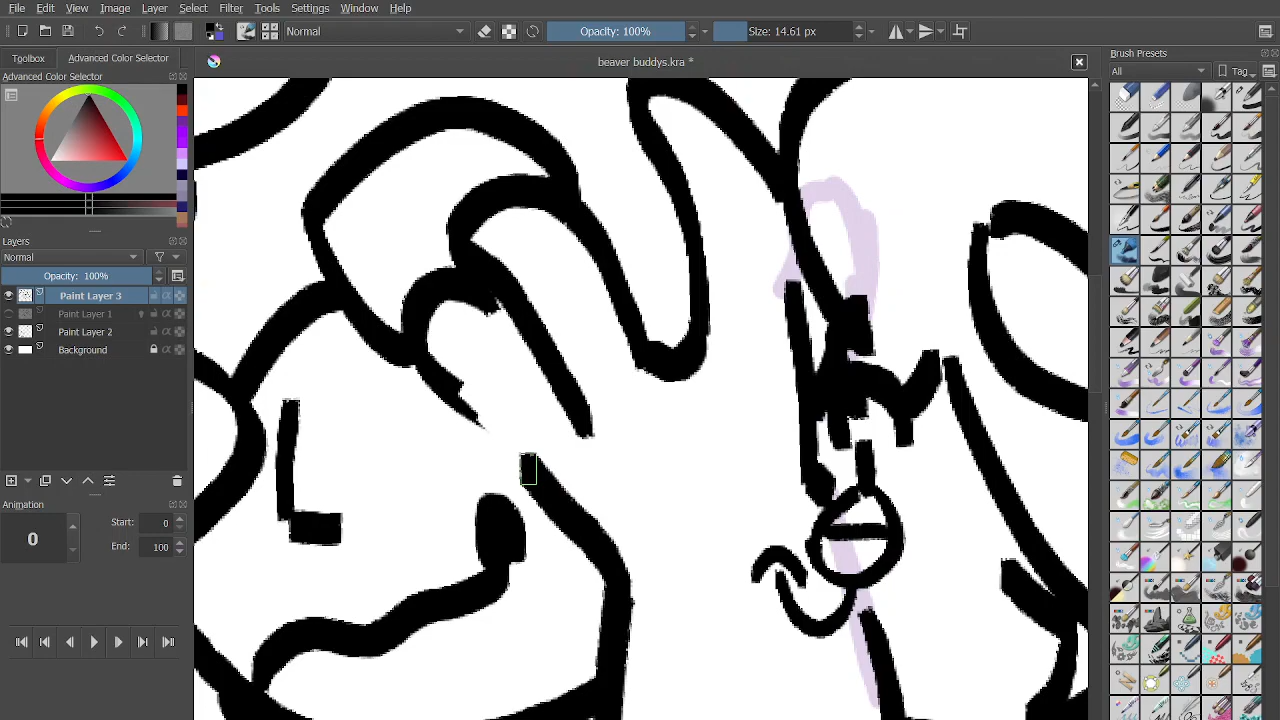 File Edit View Image Layer Select Filter Tools Settings Window Help
Normal Opacity: 100% Size: 14.61 px
Toolbox Advanced Color Selector beaver buddys.kra * Brush Presets
Advanced Color Selector All Tag
Layers
Normal
Opacity: 100%
Paint Layer 3
Paint Layer 1
Paint Layer 2
Background
Animation
0 Start: 0
End: 100